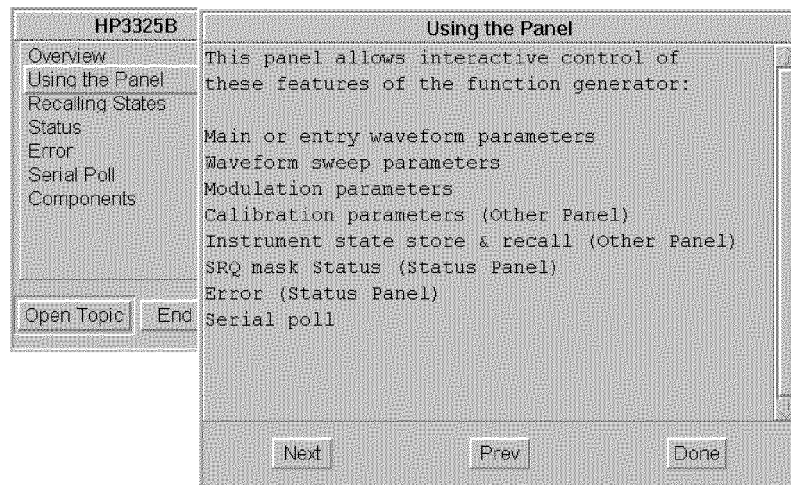 HP3325B
Overview
Using the Panel
Recalling States
Status
Error
Serial Poll
Components
Open Topic
End
Using the Panel
This panel allows interactive control of
these features of the function generator:
Main or entry waveform parameters
Waveform sweep parameters
Modulation parameters
Calibration parameters (Other Panel)
Instrument state store & recall (Other Panel)
SRQ mask Status (Status Panel)
Error (Status Panel)
Serial poll
Next
Prev
Done